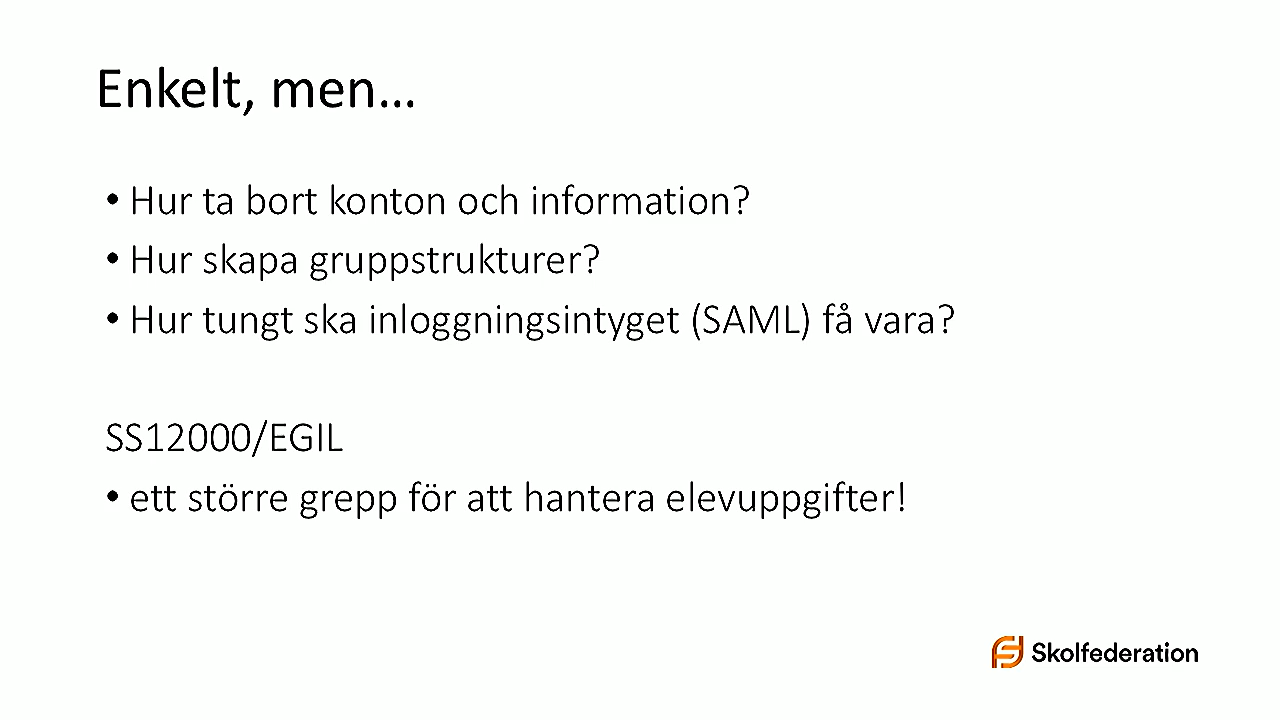 Enkelt, men…
• Hur ta bort konton och information?
• Hur skapa gruppstrukturer?
• Hur tungt ska inloggningsintyget (SAML) få vara?
SS12000/EGIL
• ett större grepp för att hantera elevuppgifter!
Skolfederation